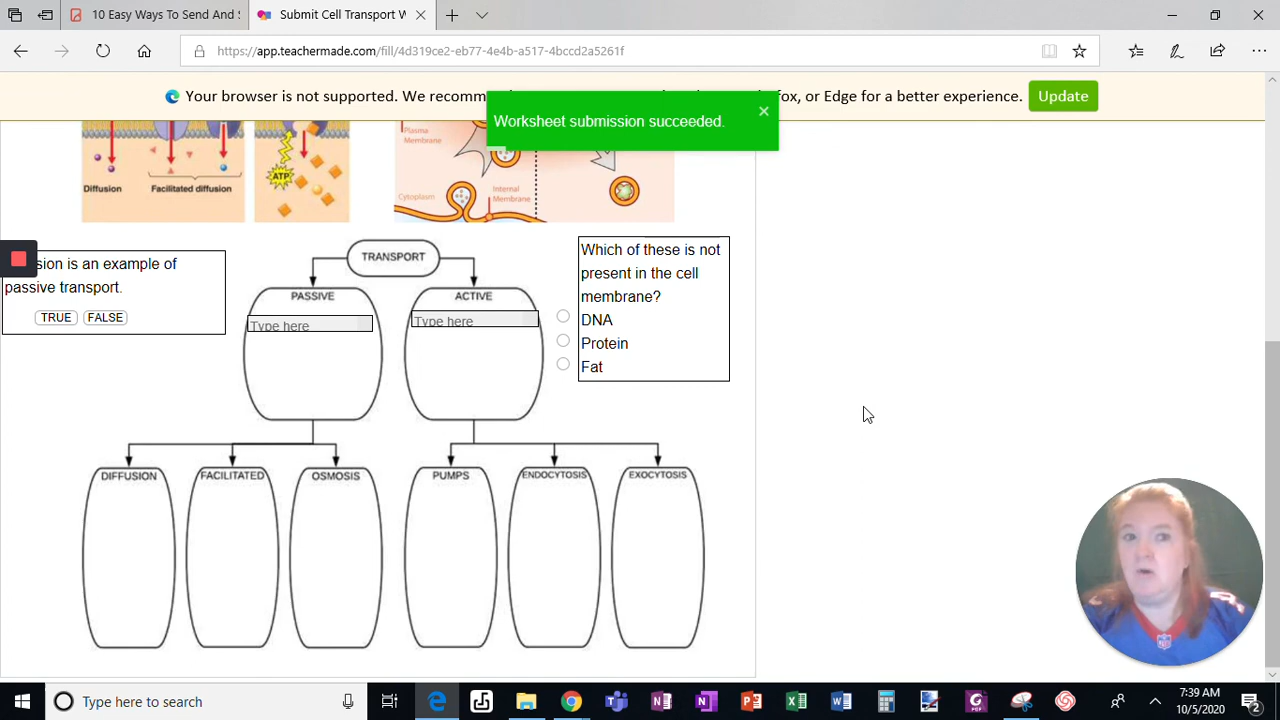 10 Easy Ways To Send And S
Submit Cell Transport W
https://app.teachermade.com/fill/4d319ce2-eb77-4e4b-a517-4bccd2a5261f
Your browser is not supported. We recomm
fox, or Edge for a better experience.
Update
Worksheet submission succeeded.
Diffusion
Facilitated diffusion
ATP
Plasma
Membrane
Cytoplasm
Internal
Membrane
sion is an example of
passive transport.
TRUE FALSE
TRANSPORT
PASSIVE
ACTIVE
Type here
Type here
Which of these is not
present in the cell
membrane?
DNA
Protein
Fat
DIFFUSION
FACILITATED
OSMOSIS
PUMPS
ENDOCYTOSIS
EXOCYTOSIS
NFL
Type here to search
7:39 AM
10/5/2020
2